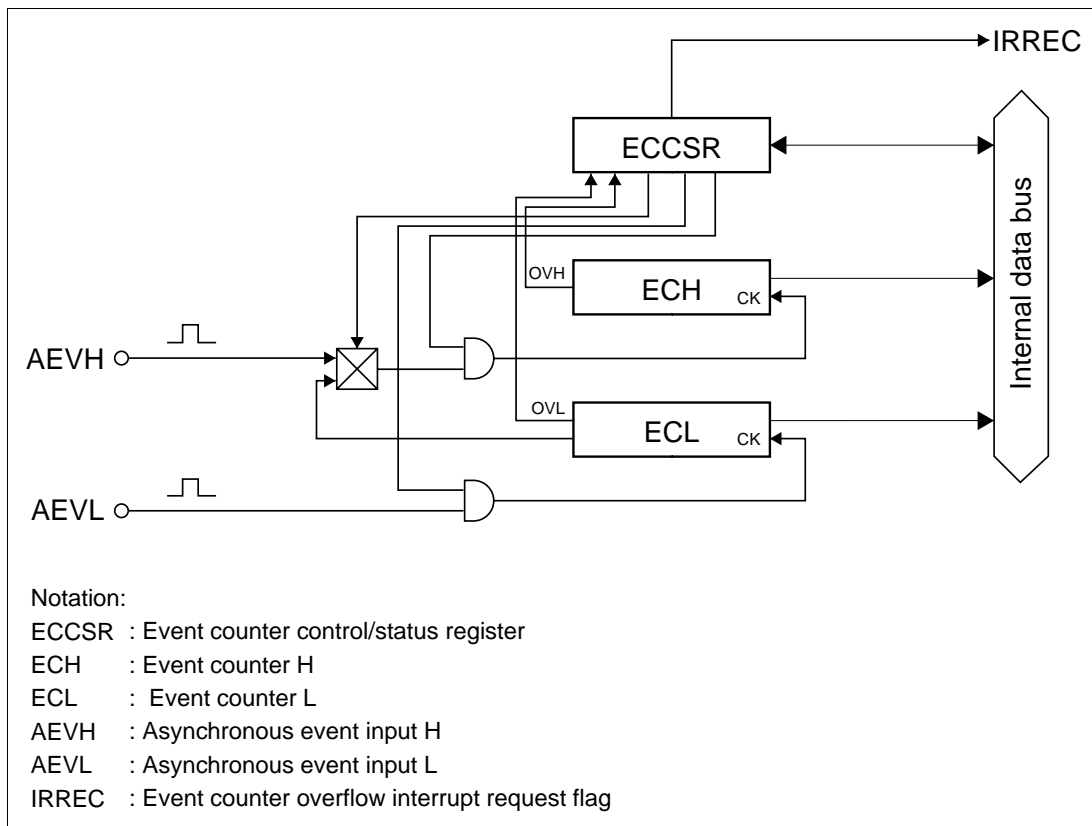 IRREC
ECCSR
OVH
ECH
CK
AEVH
OVL
ECL
CK
AEVL
Internal data bus
Notation:
ECCSR : Event counter control/status register
ECH : Event counter H
ECL : Event counter L
AEVH : Asynchronous event input H
AEVL : Asynchronous event input L
IRREC : Event counter overflow interrupt request flag